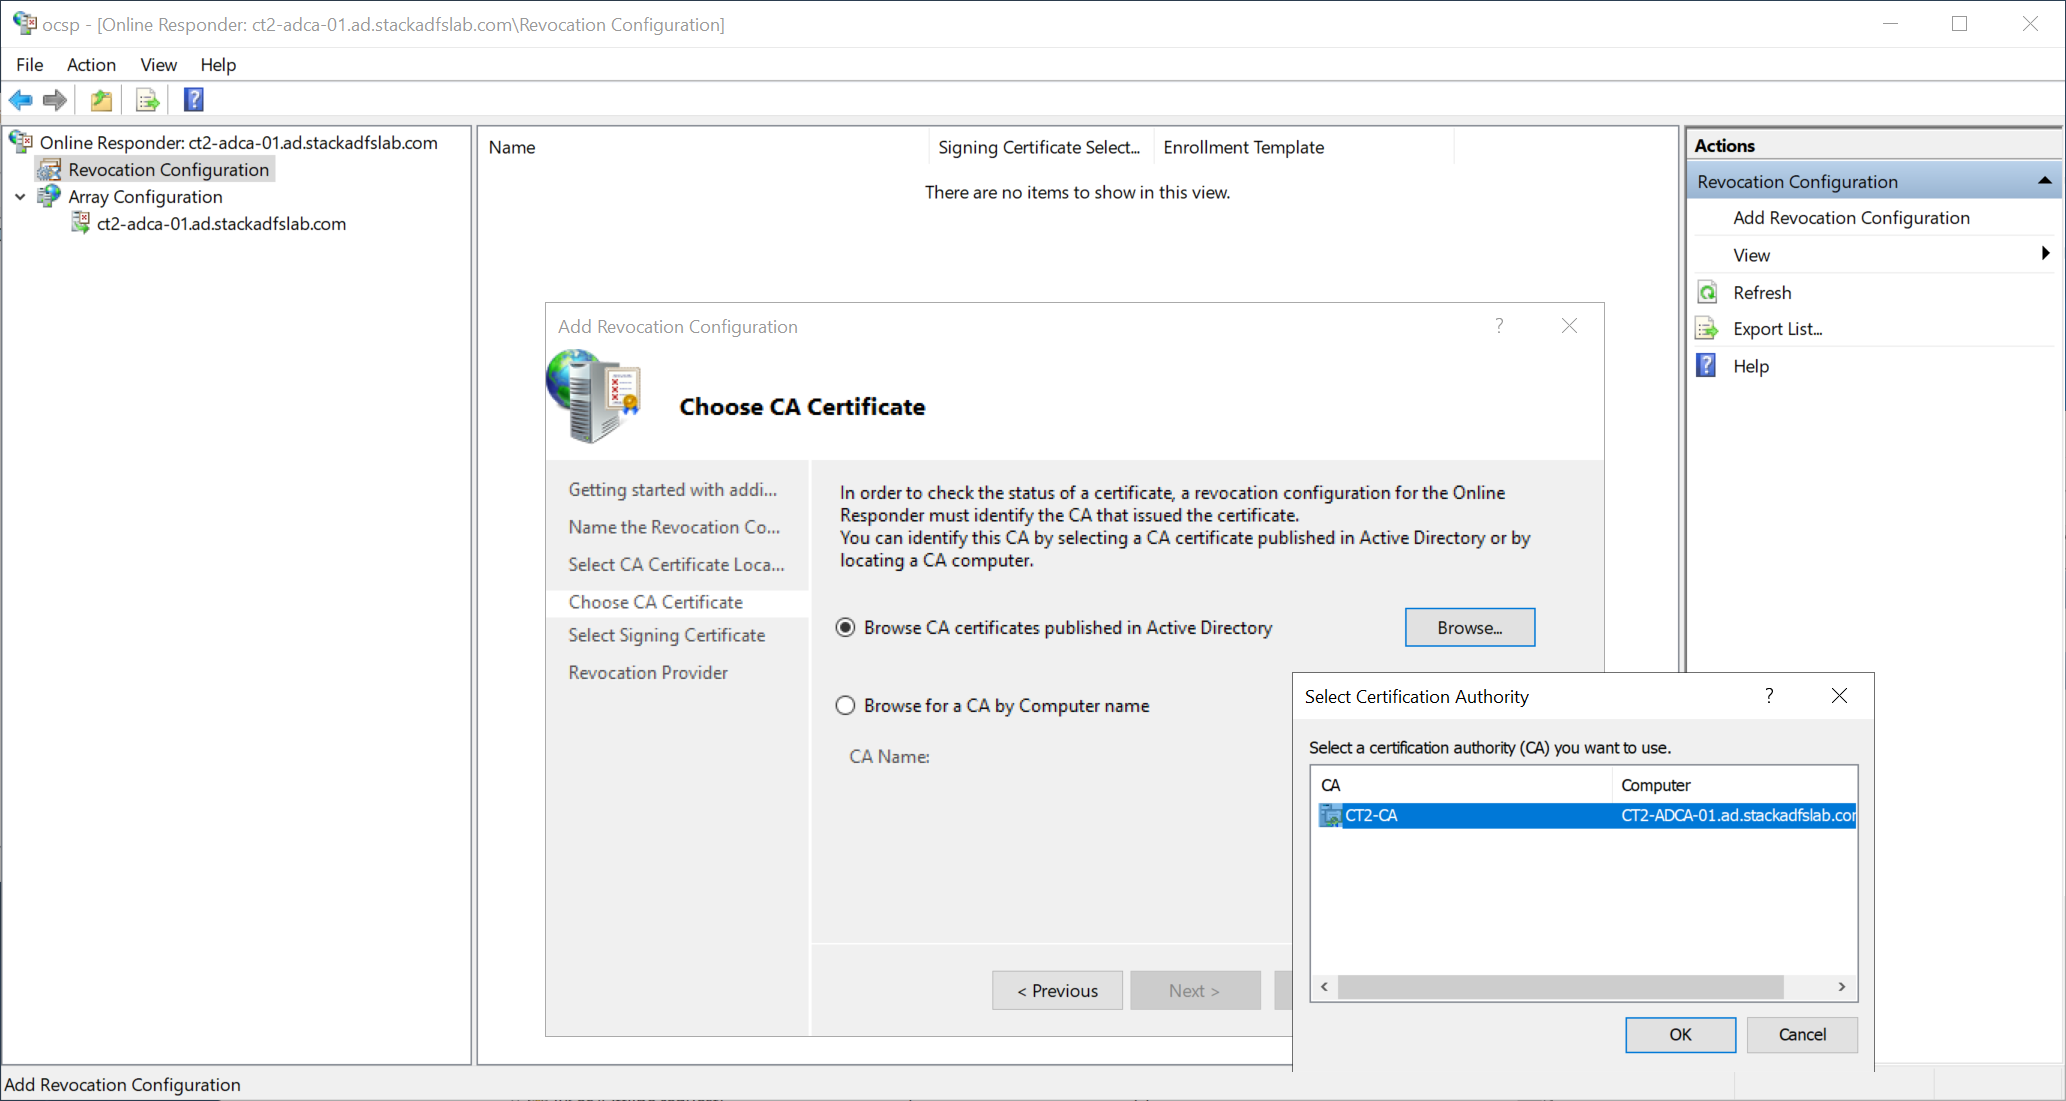 ocsp - [Online Responder: ct2-adca-01.ad.stackadfslab.com\Revocation Configuration]
File Action View Help
Online Responder: ct2-adca-01.ad.stackadfslab.com
Revocation Configuration
Array Configuration
ct2-adca-01.ad.stackadfslab.com
Name Signing Certificate Select... Enrollment Template
There are no items to show in this view.
Actions
Revocation Configuration
Add Revocation Configuration
View
Refresh
Export List...
Help
Add Revocation Configuration
Choose CA Certificate
Getting started with addi...
Name the Revocation Co...
Select CA Certificate Loca...
Choose CA Certificate
Select Signing Certificate
Revocation Provider
In order to check the status of a certificate, a revocation configuration for the Online
Responder must identify the CA that issued the certificate.
You can identify this CA by selecting a CA certificate published in Active Directory or by
locating a CA computer.
Browse CA certificates published in Active Directory
Browse...
Browse for a CA by Computer name
CA Name:
< Previous
Next >
Select Certification Authority
Select a certification authority (CA) you want to use.
CA Computer
CT2-CA CT2-ADCA-01.ad.stackadfslab.cor
OK
Cancel
Add Revocation Configuration